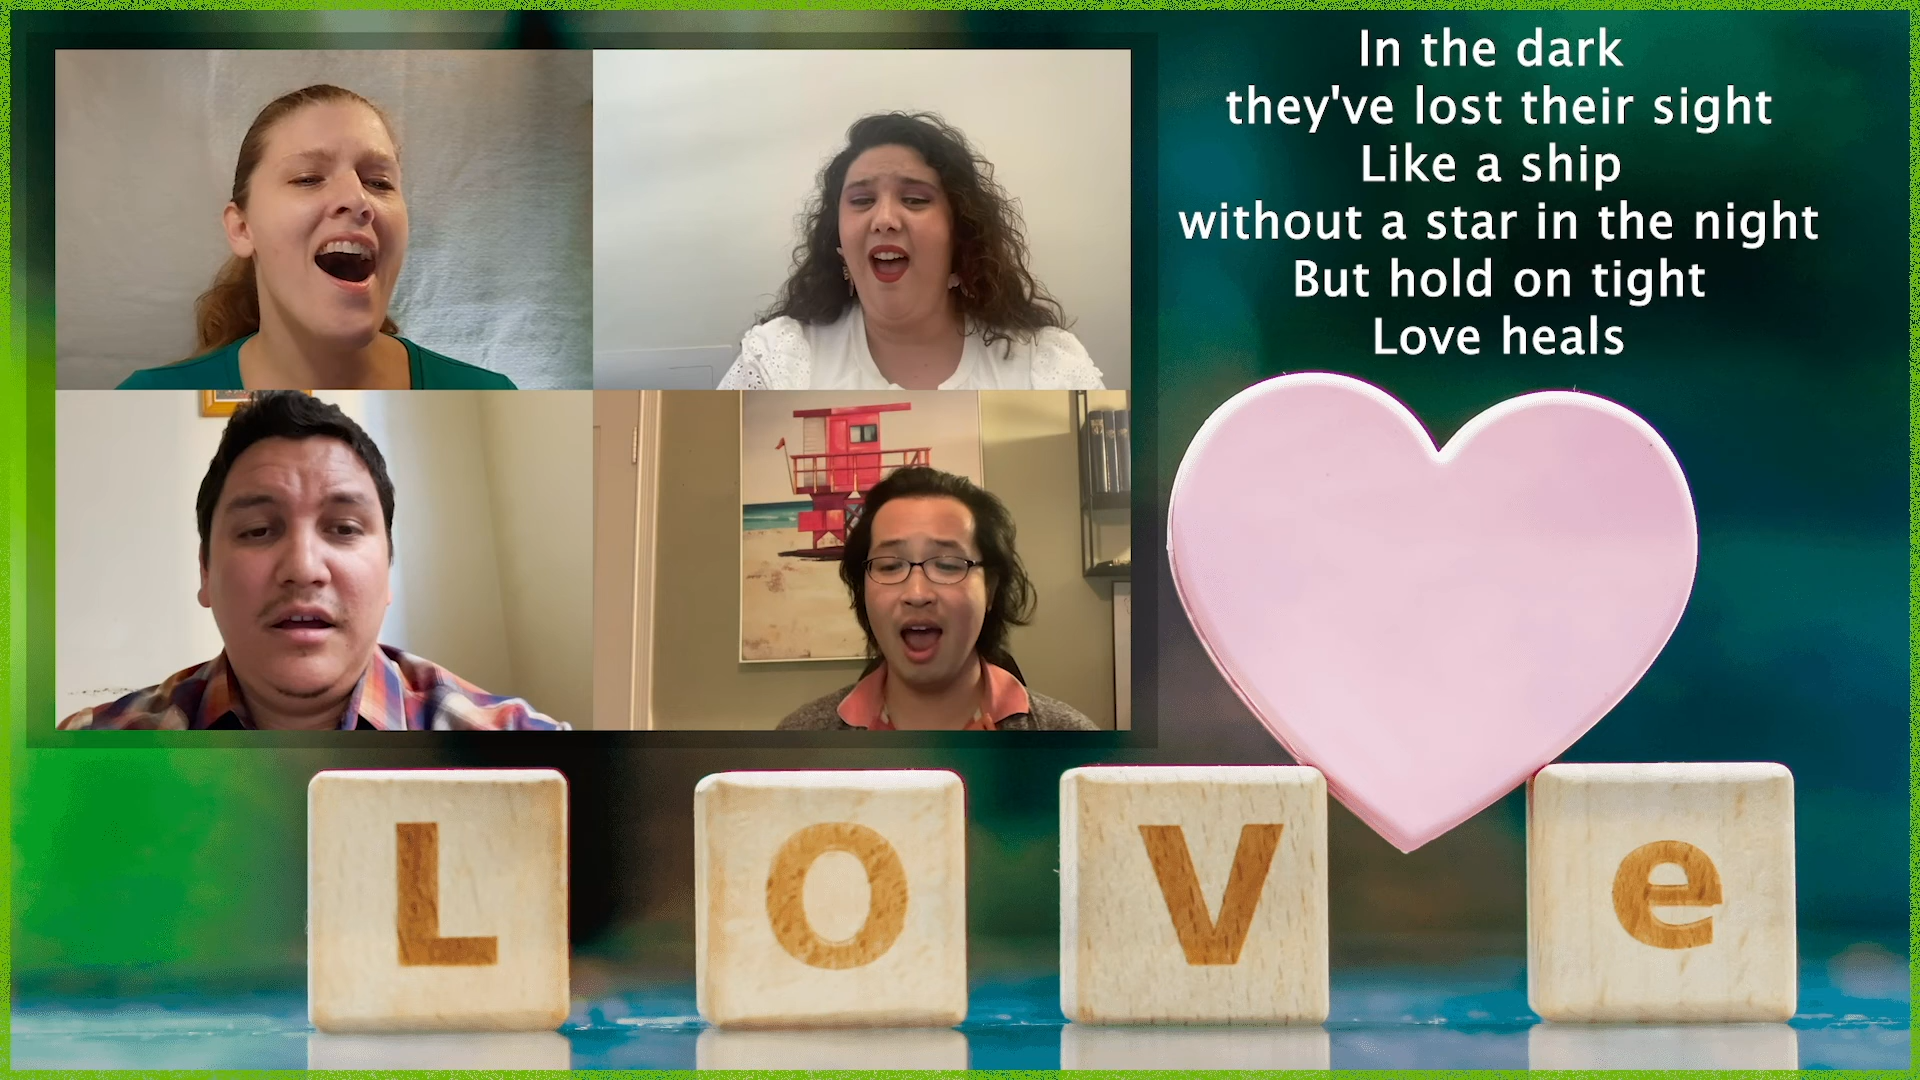 In the dark
they've lost their sight
Like a ship
without a star in the night
But hold on tight
Love heals
L O V e